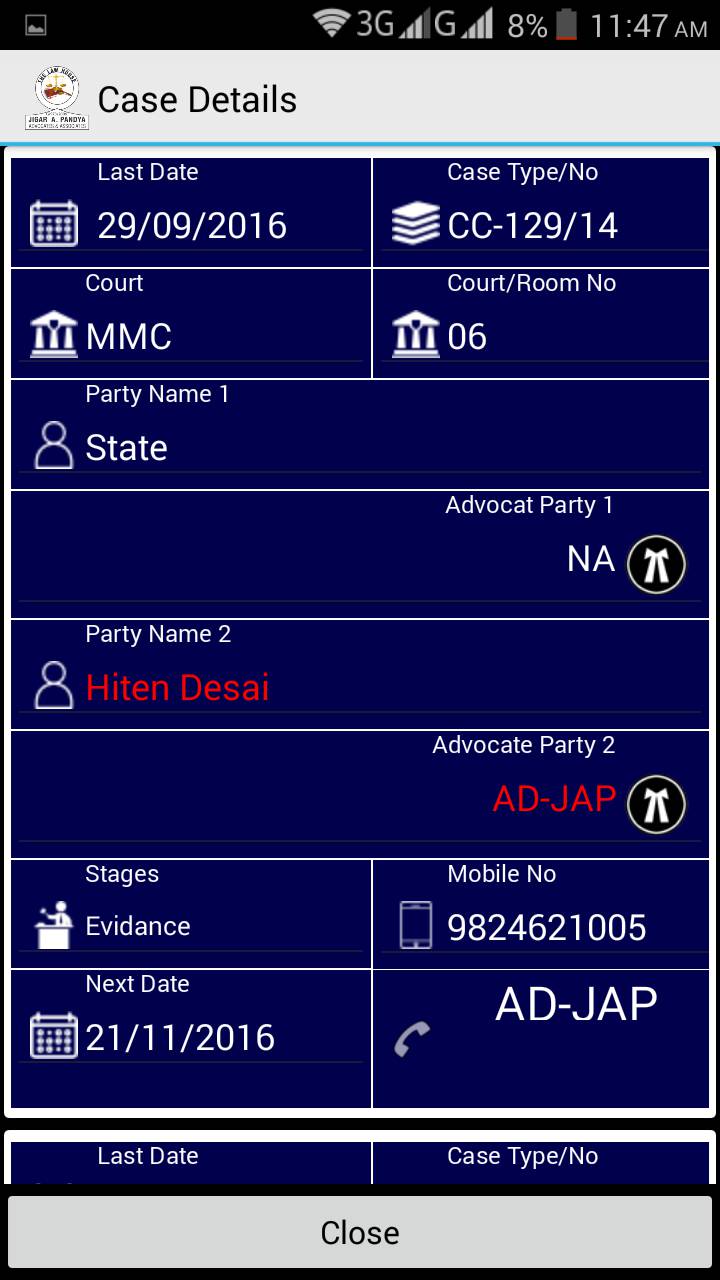 3G G 8% 11:47 AM
THE LAW HOUSE
JIGAR A. PANDYA
ADVOCATES & ASSOCIATES
Case Details
Last Date Case Type/No
29/09/2016 CC-129/14
Court Court/Room No
MMC 06
Party Name 1
State
Advocat Party 1
NA
Party Name 2
Hiten Desai
Advocate Party 2
AD-JAP
Stages Mobile No
Evidance 9824621005
Next Date AD-JAP
21/11/2016
Last Date Case Type/No
Close